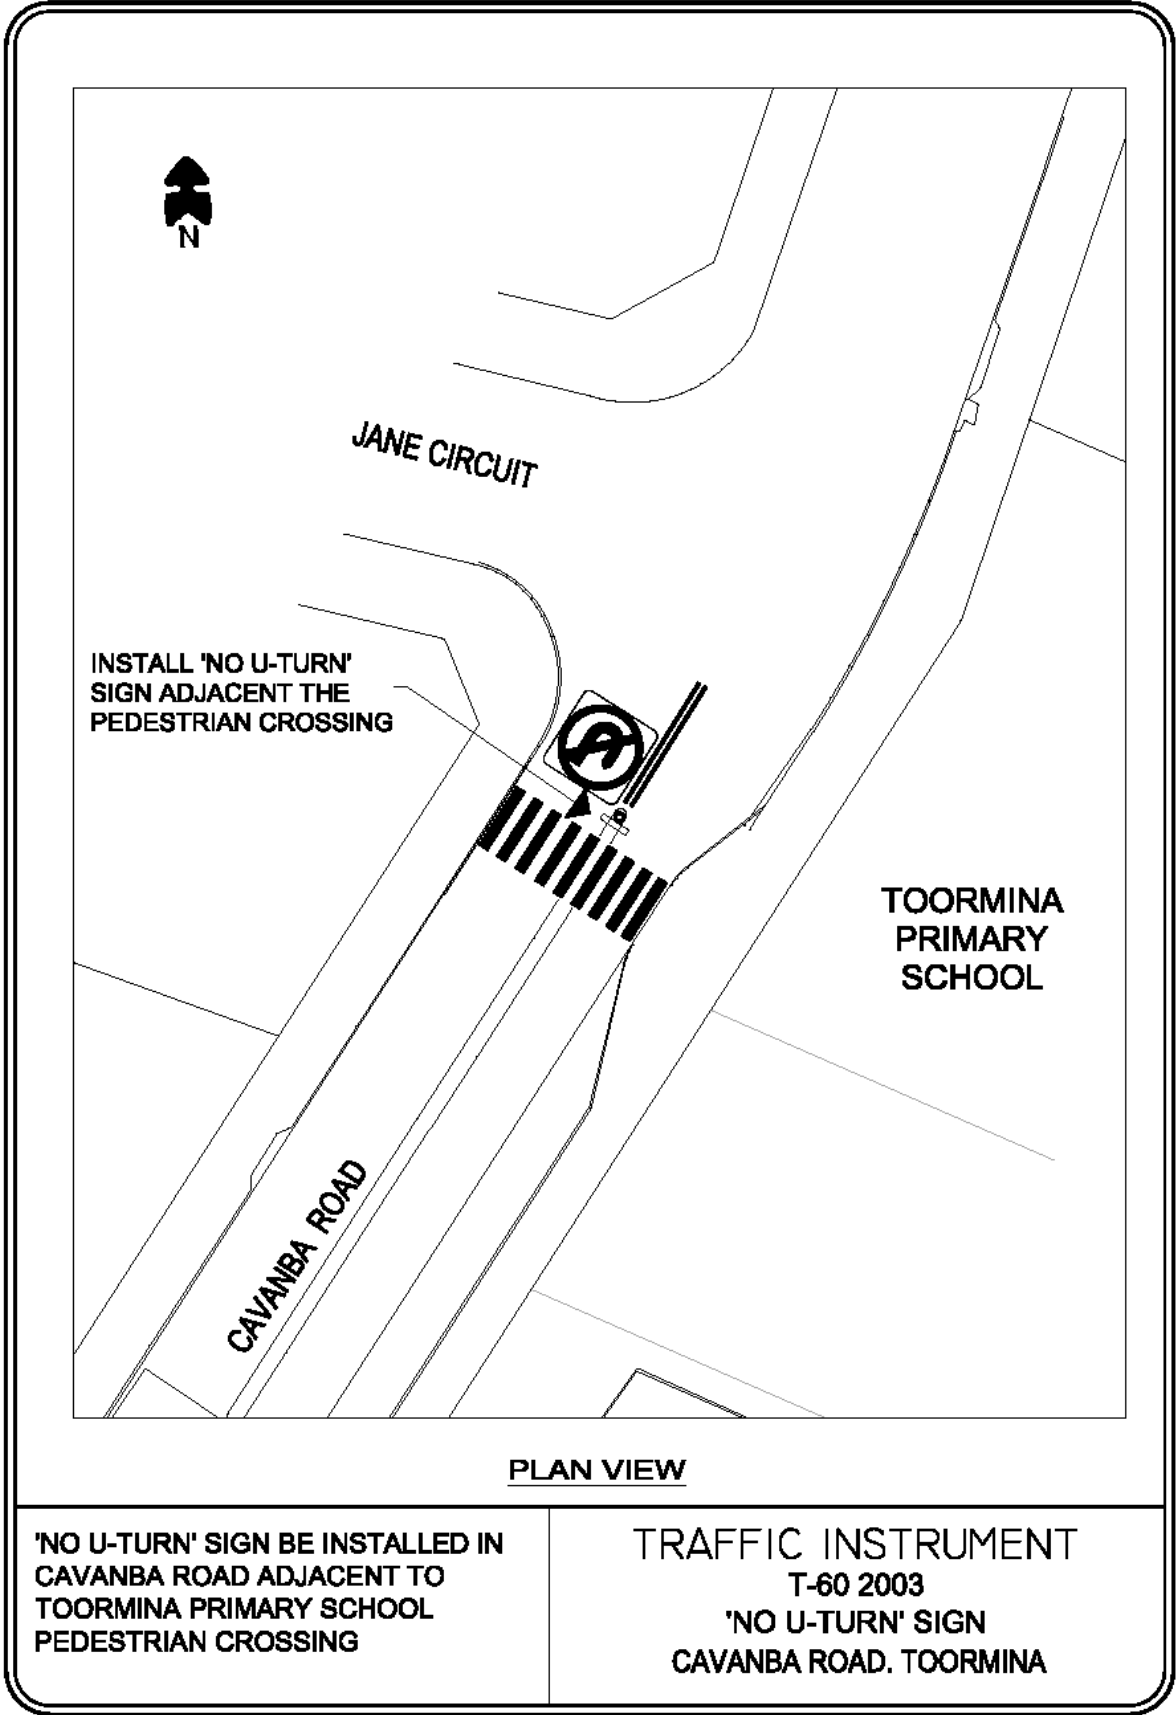 N
JANE CIRCUIT
INSTALL 'NO U-TURN'
SIGN ADJACENT THE
PEDESTRIAN CROSSING
TOORMINA
PRIMARY
SCHOOL
CAVANBA ROAD
PLAN VIEW
'NO U-TURN' SIGN BE INSTALLED IN
CAVANBA ROAD ADJACENT TO
TOORMINA PRIMARY SCHOOL
PEDESTRIAN CROSSING
TRAFFIC INSTRUMENT
T-60 2003
'NO U-TURN' SIGN
CAVANBA ROAD. TOORMINA